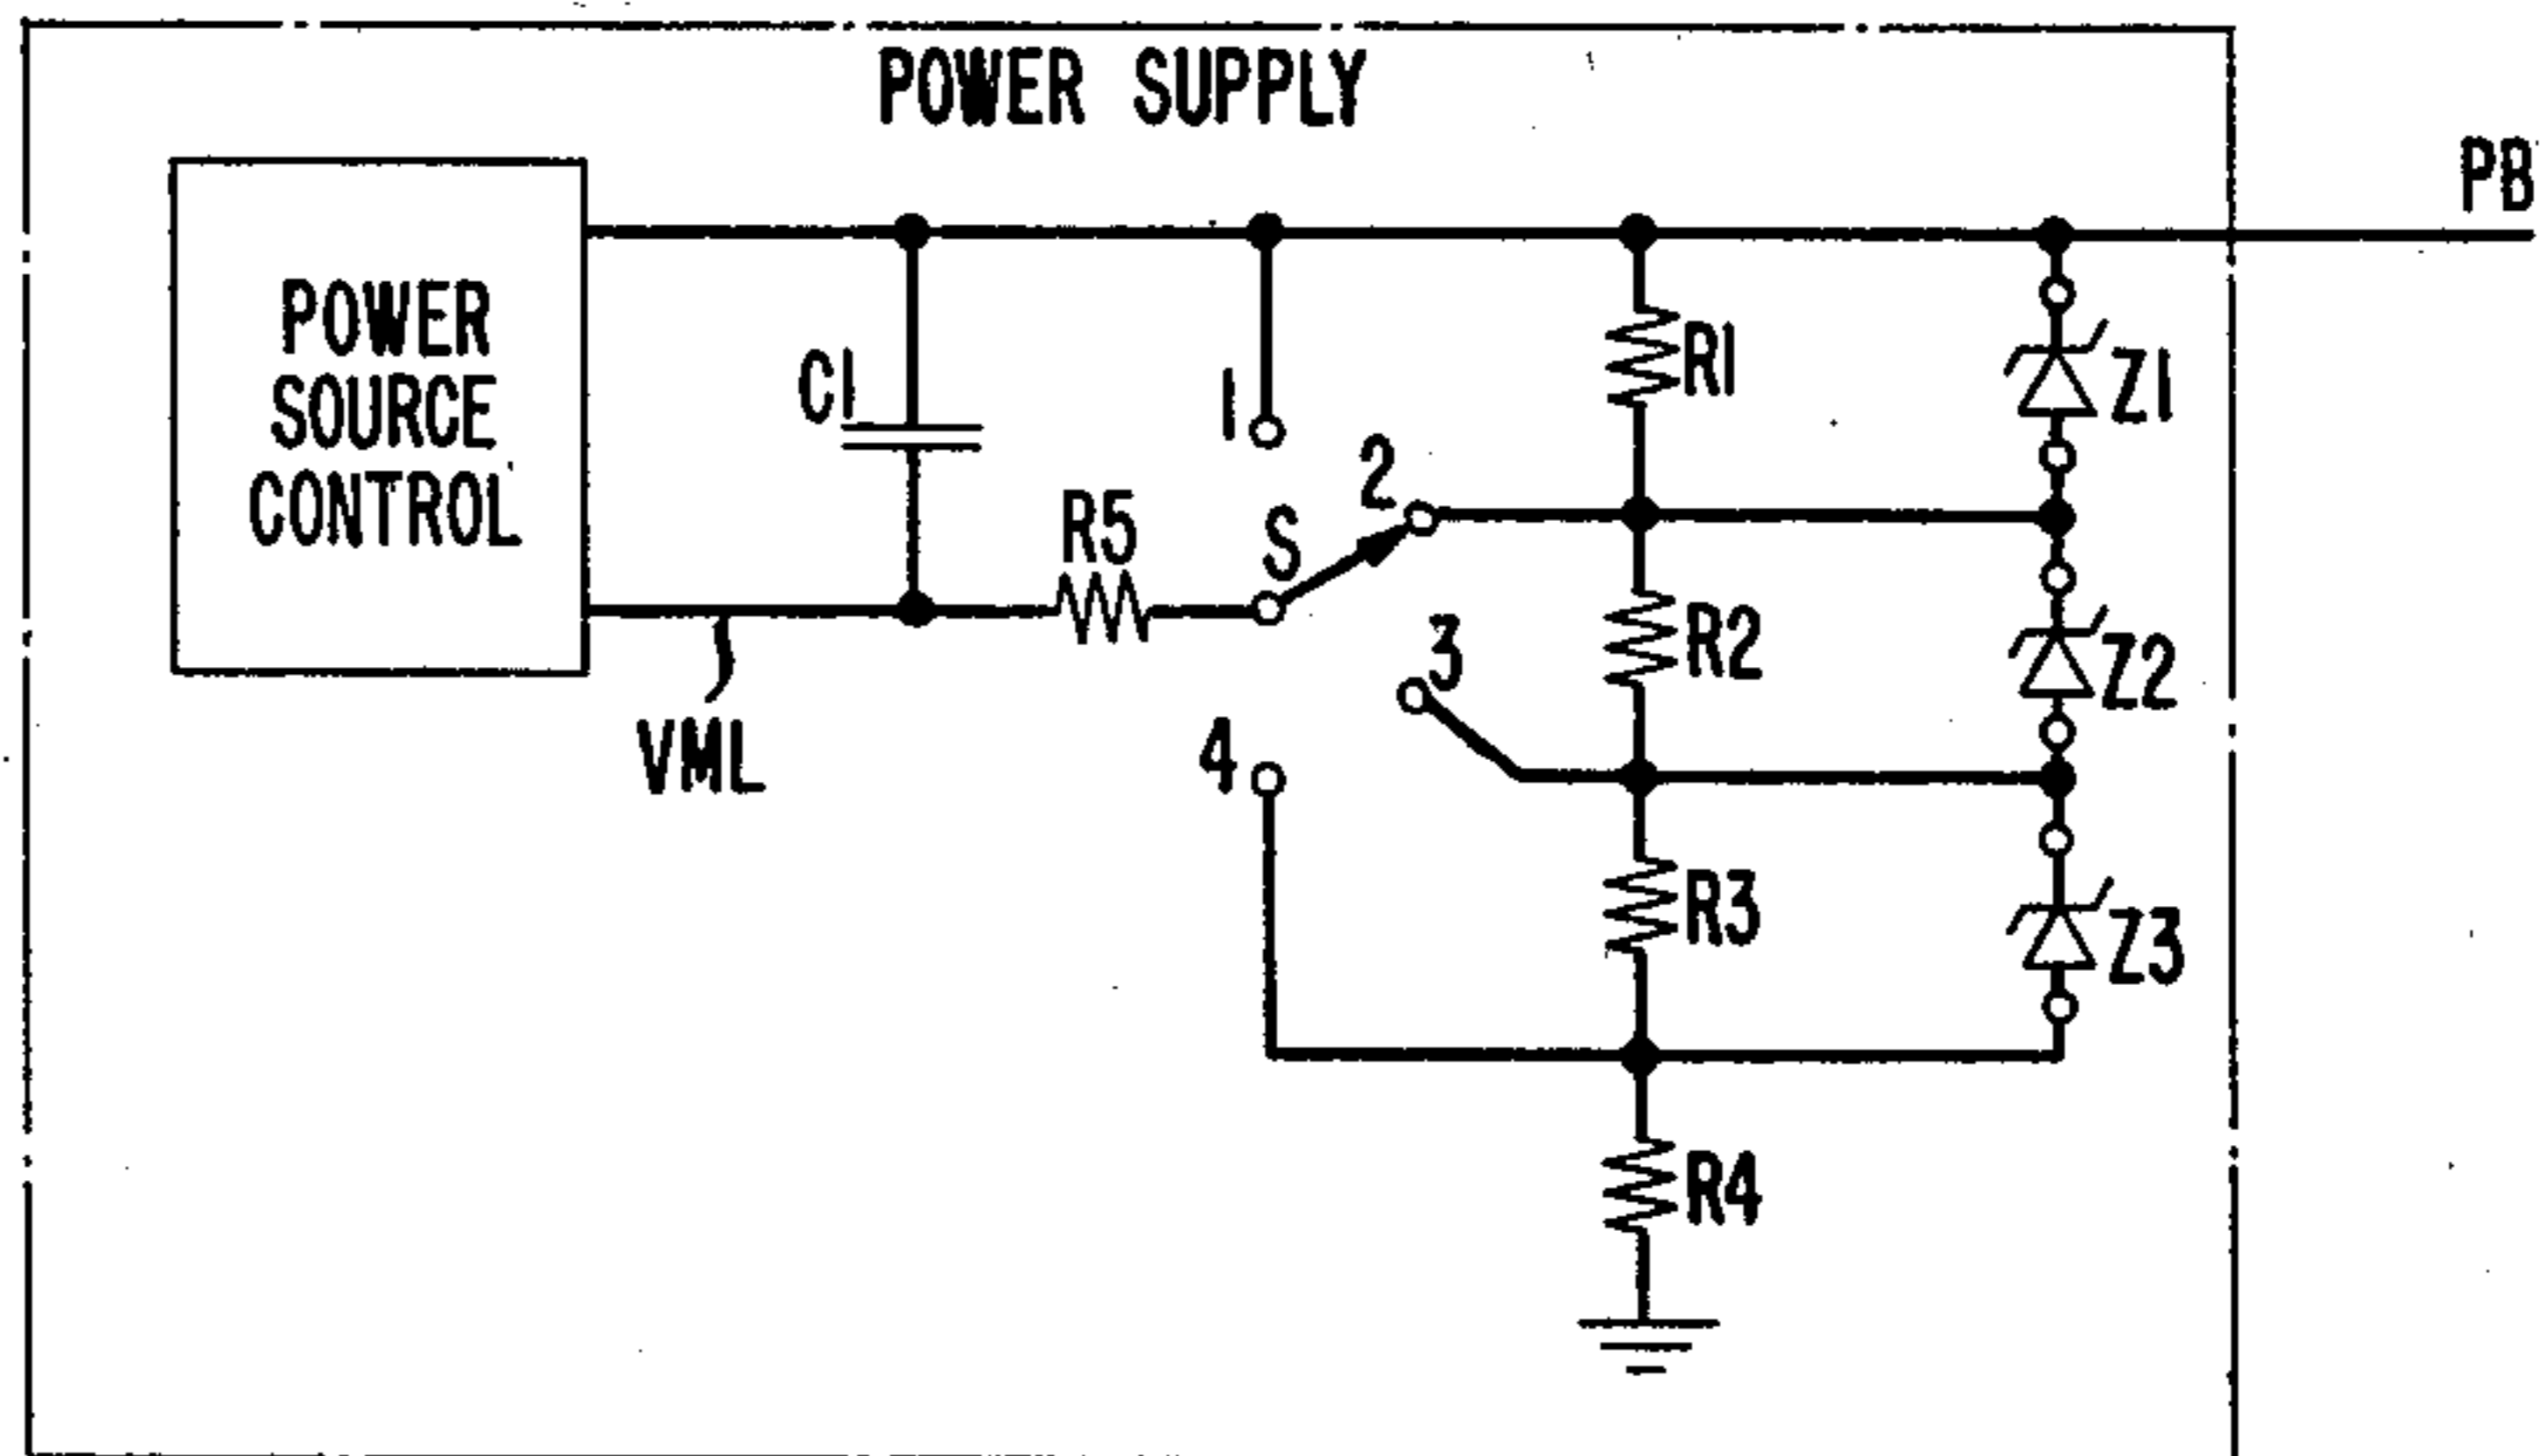 POWER SUPPLY
PB
POWER
SOURCE
CONTROL
C1
1
R1
Z1
2
R5
S
3
R2
Z2
VML
4
R3
Z3
R4